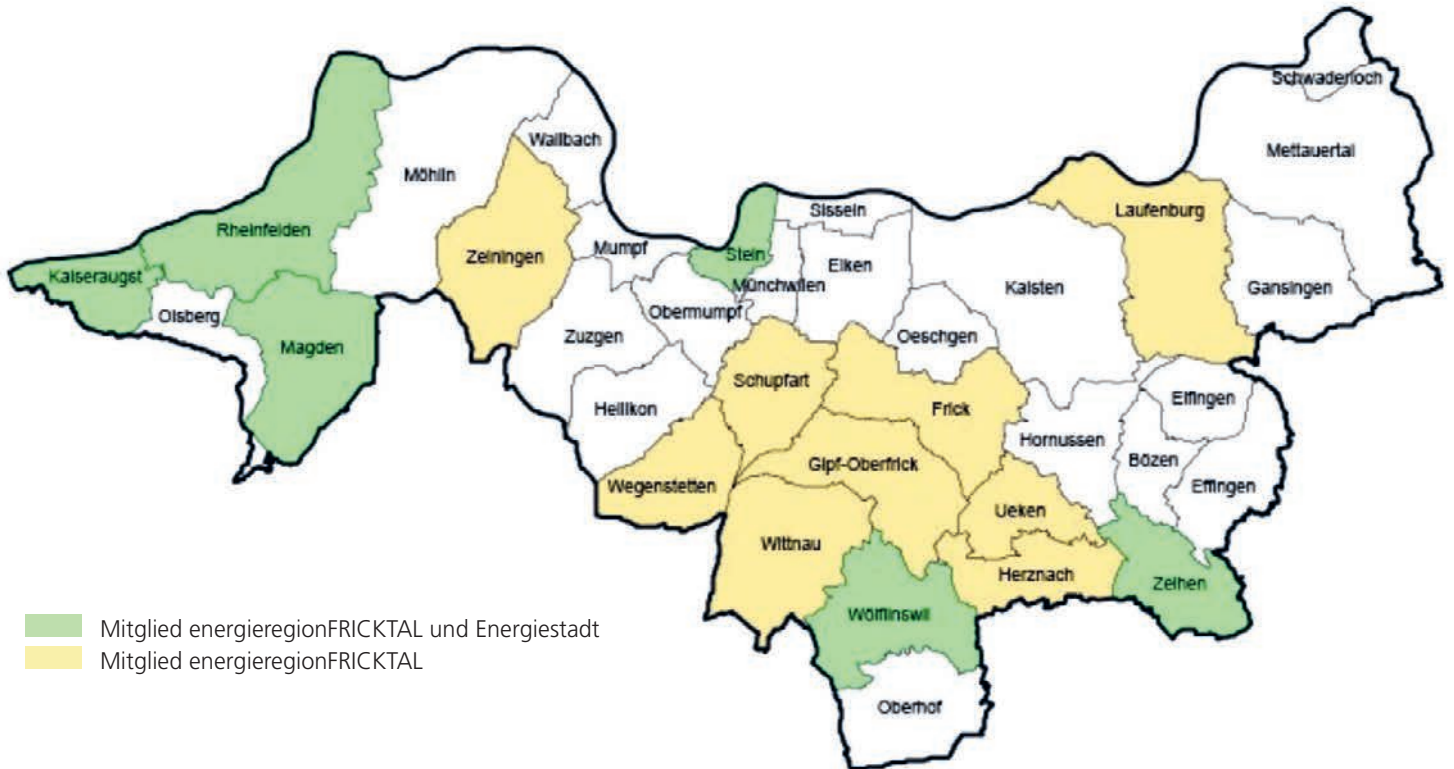 Schwaderloch
Wallbach
Mettauertal
Möhlin
Sisseln
Laufenburg
Rheinfelden
Mumpf
Stein
Zeiningen
Eiken
Kaiseraugst
Münchwilen
Kaisten
Gansingen
Olsberg
Obermumpf
Zuzgen
Oeschgen
Magden
Schupfart
Elfingen
Hellikon
Frick
Hornussen
Bözen
Gipf-Oberfrick
Wegenstetten
Effingen
Ueken
Wittnau
Herznach
Zeihen
Wölflinswil
Mitglied energieregionFRICKTAL und Energiestadt
Mitglied energieregionFRICKTAL
Oberhof